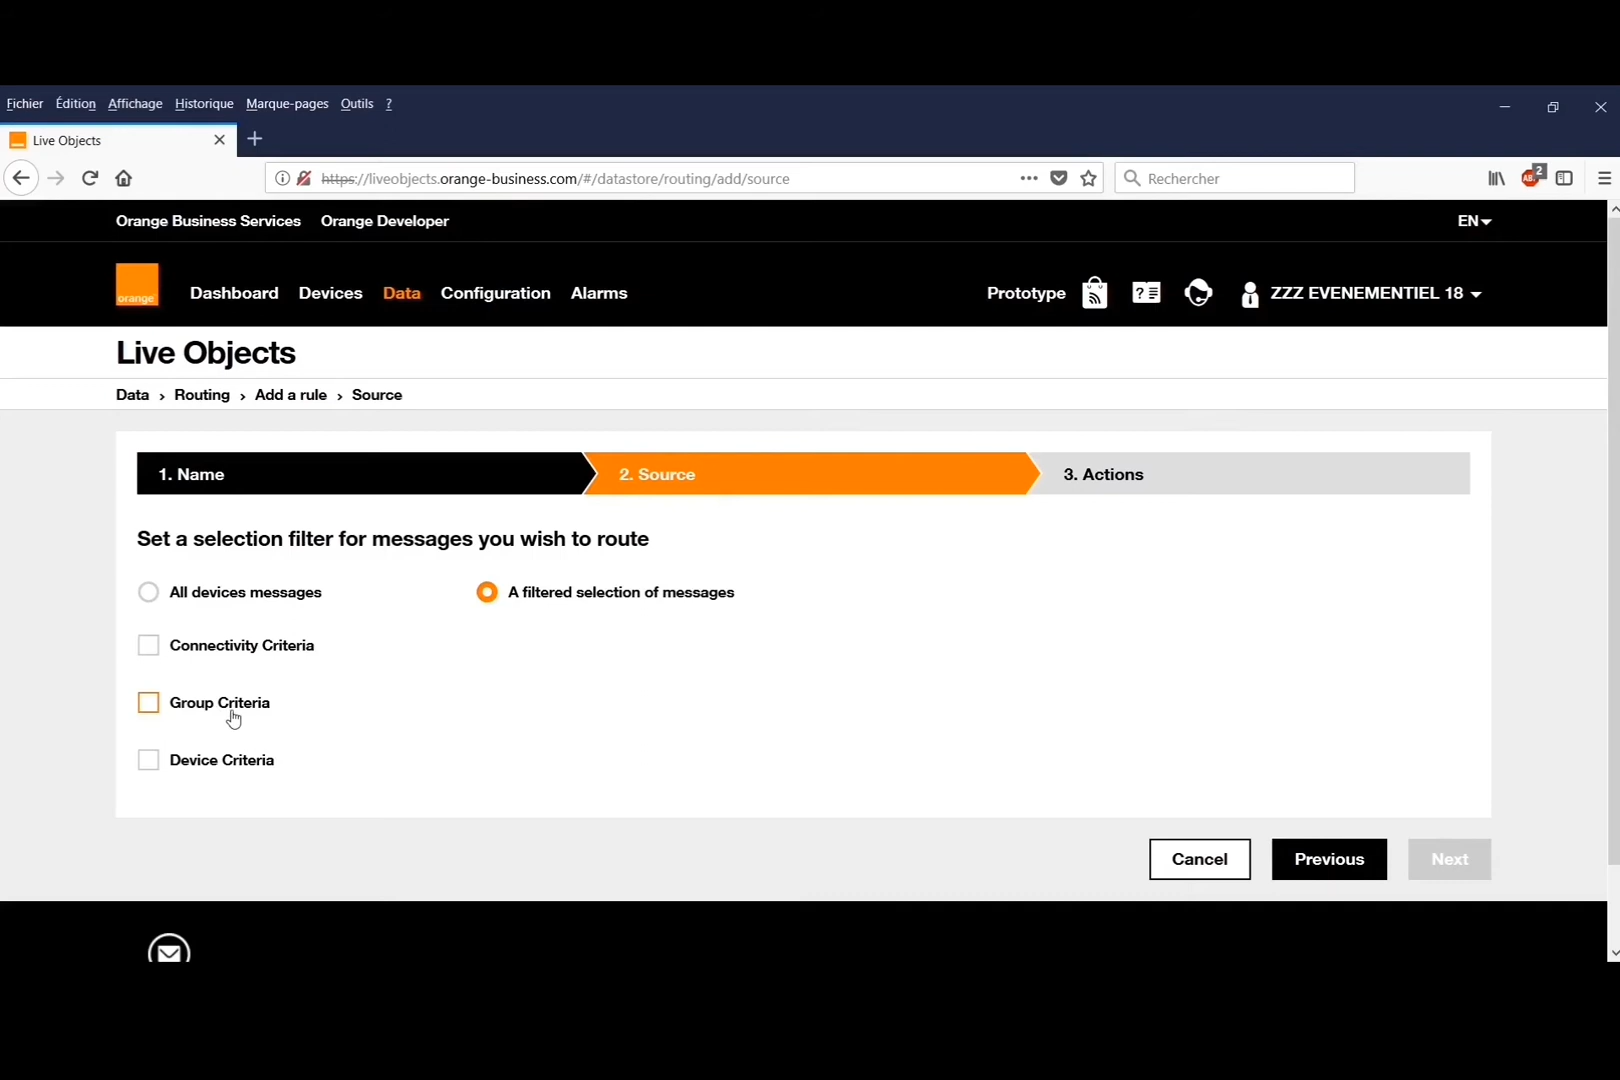 Fichier Édition Affichage Historique Marque-pages Outils ?
Live Objects
https://liveobjects.orange-business.com/#/datastore/routing/add/source
Rechercher
ABP 2
Orange Business Services Orange Developer EN
orange
Dashboard Devices Data Configuration Alarms Prototype ? ZZZ EVENEMENTIEL 18
Live Objects
Data › Routing › Add a rule › Source
1. Name 2. Source 3. Actions
Set a selection filter for messages you wish to route
All devices messages A filtered selection of messages
Connectivity Criteria
Group Criteria
Device Criteria
Cancel Previous Next